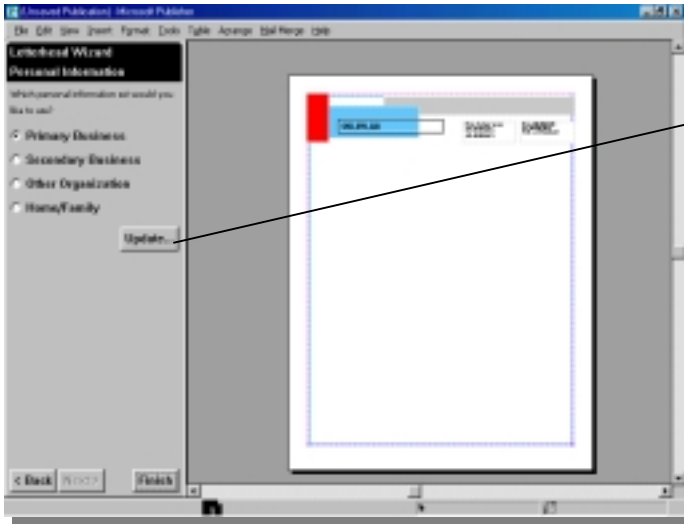 (Unsaved Publication) - Microsoft Publisher
File Edit View Insert Format Tools Table Arrange Mail Merge Help
Letterhead Wizard
Personal Information
Which personal information set would you
like to use?
Primary Business
Secondary Business
Other Organization
Home/Family
Update...
< Back Next > Finish